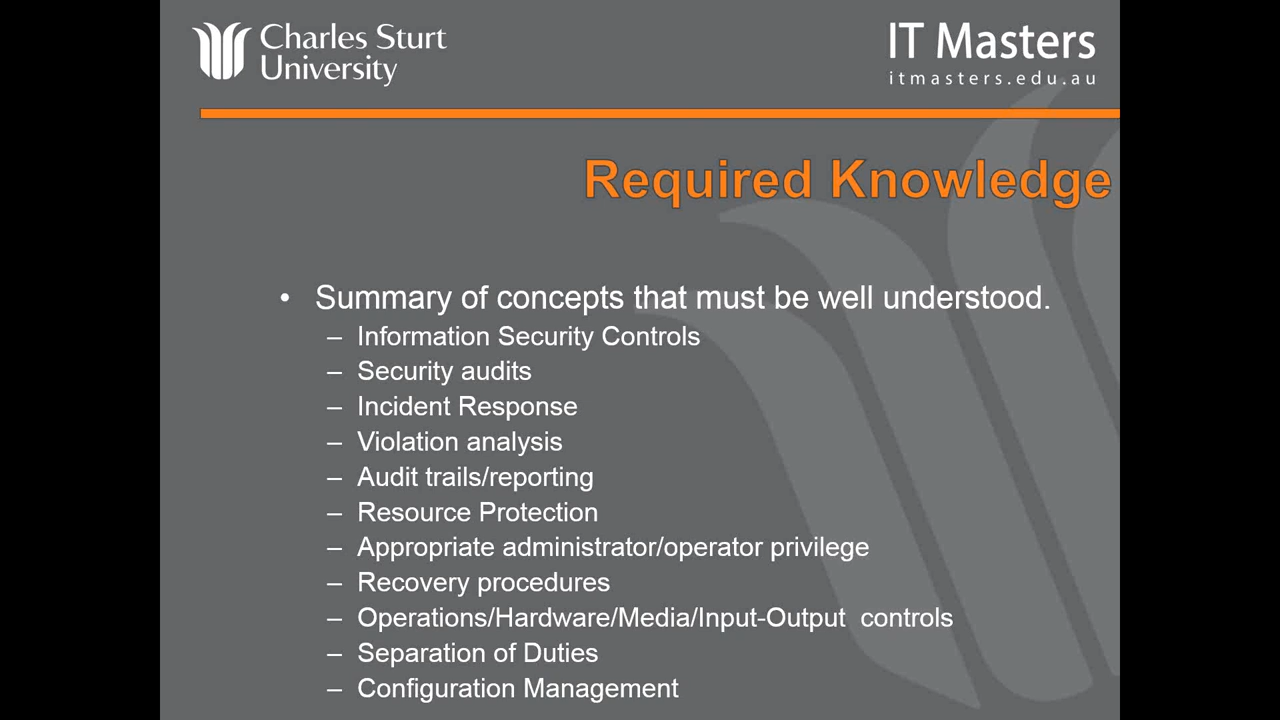 Charles Sturt
University
IT Masters
itmasters.edu.au
Required Knowledge
• Summary of concepts that must be well understood.
– Information Security Controls
– Security audits
– Incident Response
– Violation analysis
– Audit trails/reporting
– Resource Protection
– Appropriate administrator/operator privilege
– Recovery procedures
– Operations/Hardware/Media/Input-Output  controls
– Separation of Duties
– Configuration Management